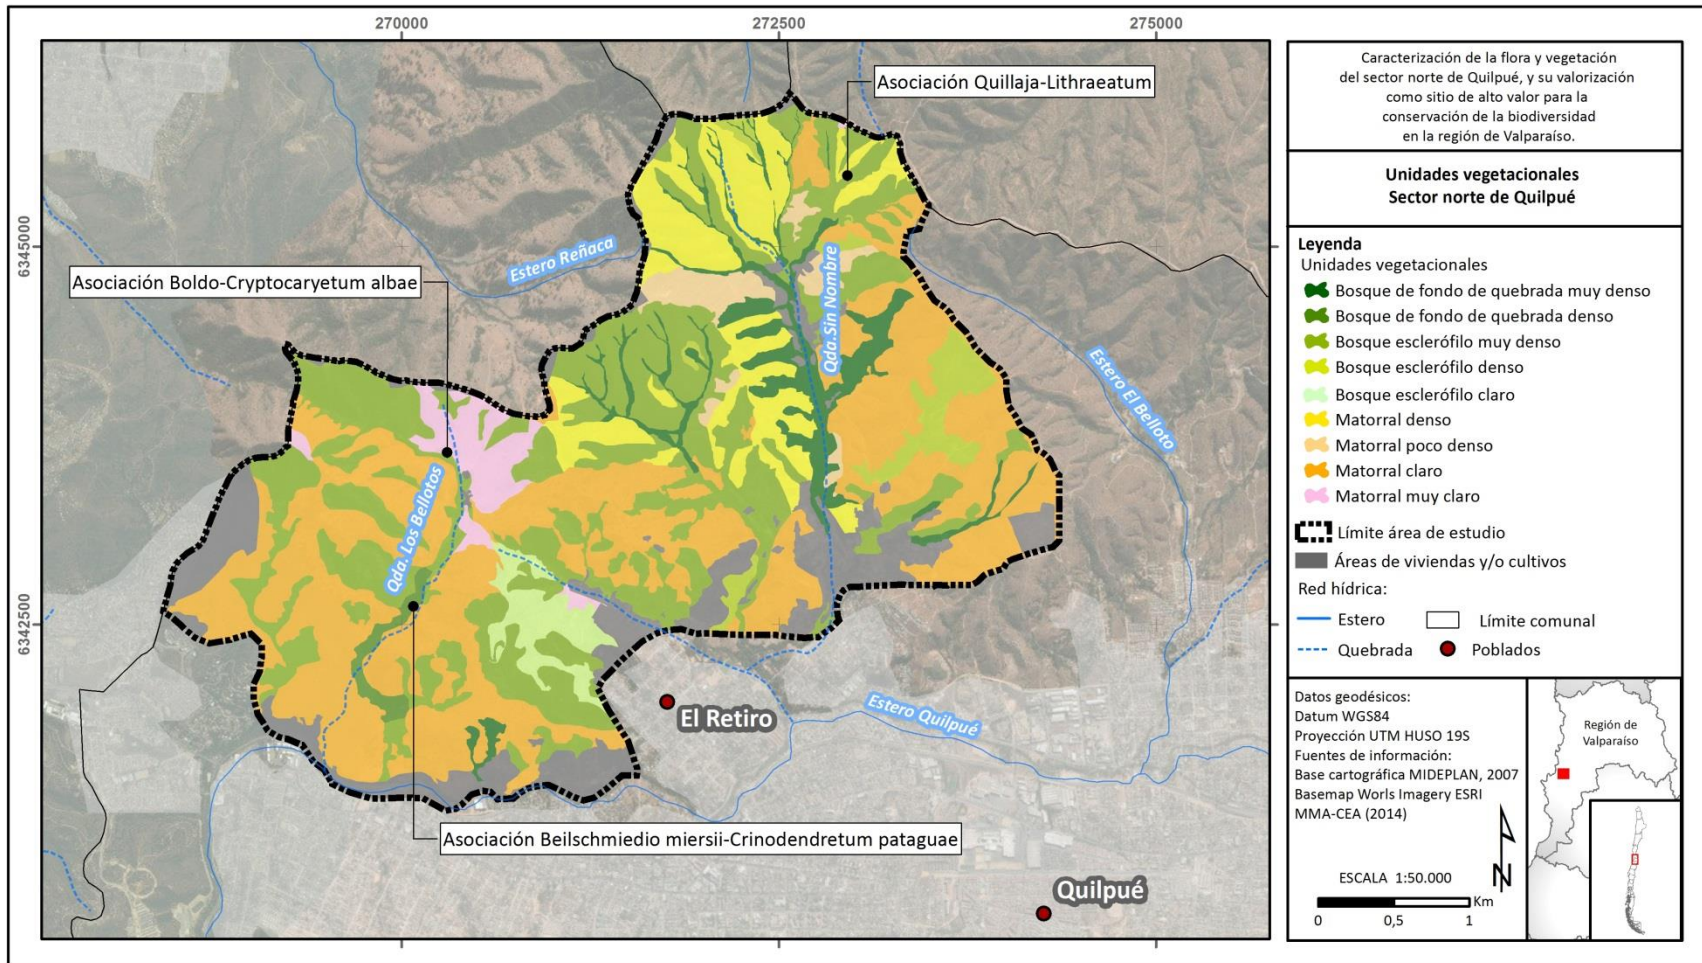 270000
272500
275000
6345000
6342500
Asociación Quillaja-Lithraeatum
Estero Reñaca
Asociación Boldo-Cryptocaryetum albae
Qda.Sin Nombre
Estero El Belloto
Qda. Los Bellotos
El Retiro
Estero Quilpué
Asociación Beilschmiedio miersii-Crinodendretum pataguae
Quilpué
Caracterización de la flora y vegetación
del sector norte de Quilpué, y su valorización
como sitio de alto valor para la
conservación de la biodiversidad
en la región de Valparaíso.
Unidades vegetacionales
Sector norte de Quilpué
Leyenda
Unidades vegetacionales
Bosque de fondo de quebrada muy denso
Bosque de fondo de quebrada denso
Bosque esclerófilo muy denso
Bosque esclerófilo denso
Bosque esclerófilo claro
Matorral denso
Matorral poco denso
Matorral claro
Matorral muy claro
Límite área de estudio
Áreas de viviendas y/o cultivos
Red hídrica:
Estero
Límite comunal
Quebrada
Poblados
Datos geodésicos:
Datum WGS84
Proyección UTM HUSO 19S
Fuentes de información:
Base cartográfica MIDEPLAN, 2007
Basemap Worls Imagery ESRI
MMA-CEA (2014)
ESCALA 1:50.000
Km
0 0,5 1
N
Región de
Valparaíso